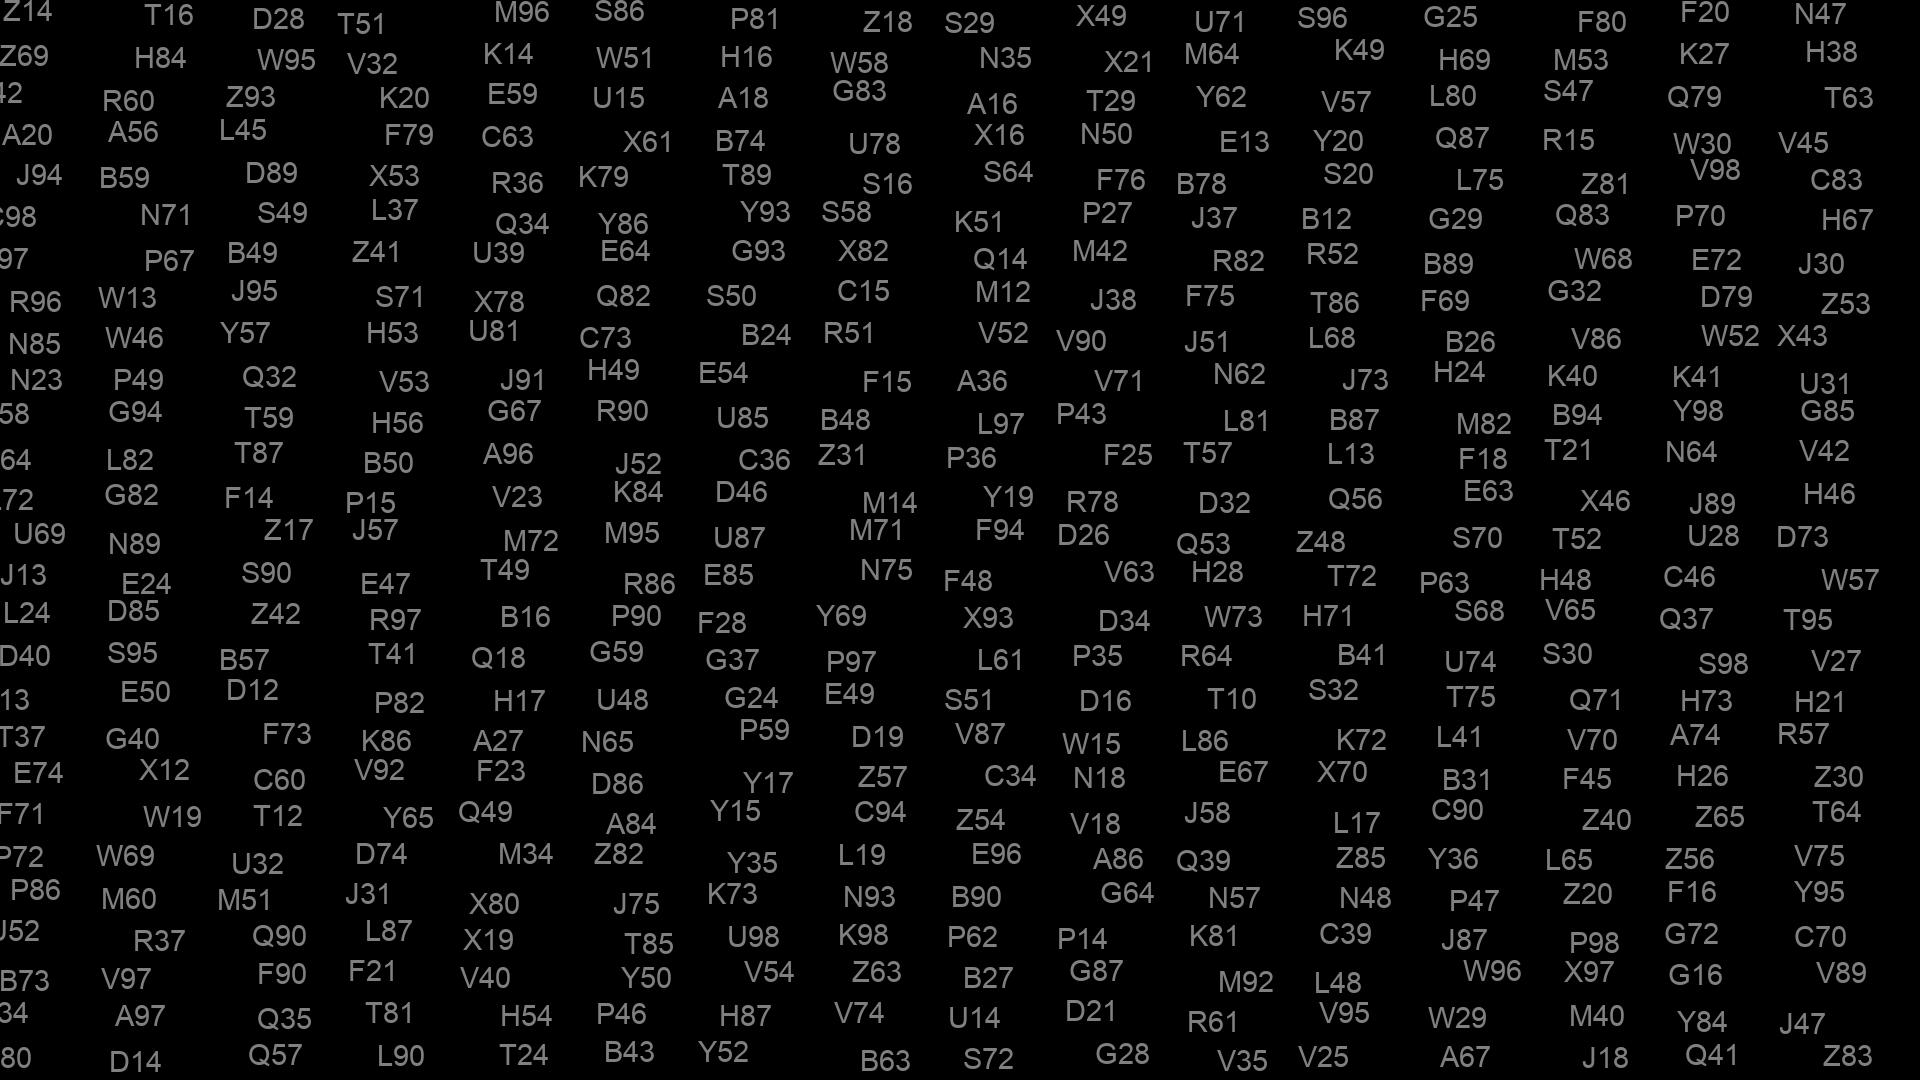 Z14 T16 D28 T51 M96 S86 P81 Z18 S29 X49 U71 S96 G25 F80 F20 N47
Z69 H84 W95 V32 K14 W51 H16 W58 N35 X21 M64 K49 H69 M53 K27 H38
42 R60 Z93 K20 E59 U15 A18 G83 A16 T29 Y62 V57 L80 S47 Q79 T63
A20 A56 L45 F79 C63 X61 B74 U78 X16 N50 E13 Y20 Q87 R15 W30 V45
J94 B59 D89 X53 R36 K79 T89 S16 S64 F76 B78 S20 L75 Z81 V98 C83
C98 N71 S49 L37 Q34 Y86 Y93 S58 K51 P27 J37 B12 G29 Q83 P70 H67
97 P67 B49 Z41 U39 E64 G93 X82 Q14 M42 R82 R52 B89 W68 E72 J30
R96 W13 J95 S71 X78 Q82 S50 C15 M12 J38 F75 T86 F69 G32 D79 Z53
N85 W46 Y57 H53 U81 C73 B24 R51 V52 V90 J51 L68 B26 V86 W52 X43
N23 P49 Q32 V53 J91 H49 E54 F15 A36 V71 N62 J73 H24 K40 K41 U31
58 G94 T59 H56 G67 R90 U85 B48 L97 P43 L81 B87 M82 B94 Y98 G85
64 L82 T87 B50 A96 J52 C36 Z31 P36 F25 T57 L13 F18 T21 N64 V42
72 G82 F14 P15 V23 K84 D46 M14 Y19 R78 D32 Q56 E63 X46 J89 H46
U69 N89 Z17 J57 M72 M95 U87 M71 F94 D26 Q53 Z48 S70 T52 U28 D73
J13 E24 S90 E47 T49 R86 E85 N75 F48 V63 H28 T72 P63 H48 C46 W57
L24 D85 Z42 R97 B16 P90 F28 Y69 X93 D34 W73 H71 S68 V65 Q37 T95
D40 S95 B57 T41 Q18 G59 G37 P97 L61 P35 R64 B41 U74 S30 S98 V27
13 E50 D12 P82 H17 U48 G24 E49 S51 D16 T10 S32 T75 Q71 H73 H21
T37 G40 F73 K86 A27 N65 P59 D19 V87 W15 L86 K72 L41 V70 A74 R57
E74 X12 C60 V92 F23 D86 Y17 Z57 C34 N18 E67 X70 B31 F45 H26 Z30
F71 W19 T12 Y65 Q49 A84 Y15 C94 Z54 V18 J58 L17 C90 Z40 Z65 T64
P72 W69 U32 D74 M34 Z82 Y35 L19 E96 A86 Q39 Z85 Y36 L65 Z56 V75
P86 M60 M51 J31 X80 J75 K73 N93 B90 G64 N57 N48 P47 Z20 F16 Y95
U52 R37 Q90 L87 X19 T85 U98 K98 P62 P14 K81 C39 J87 P98 G72 C70
B73 V97 F90 F21 V40 Y50 V54 Z63 B27 G87 M92 L48 W96 X97 G16 V89
34 A97 Q35 T81 H54 P46 H87 V74 U14 D21 R61 V95 W29 M40 Y84 J47
80 D14 Q57 L90 T24 B43 Y52 B63 S72 G28 V35 V25 A67 J18 Q41 Z83